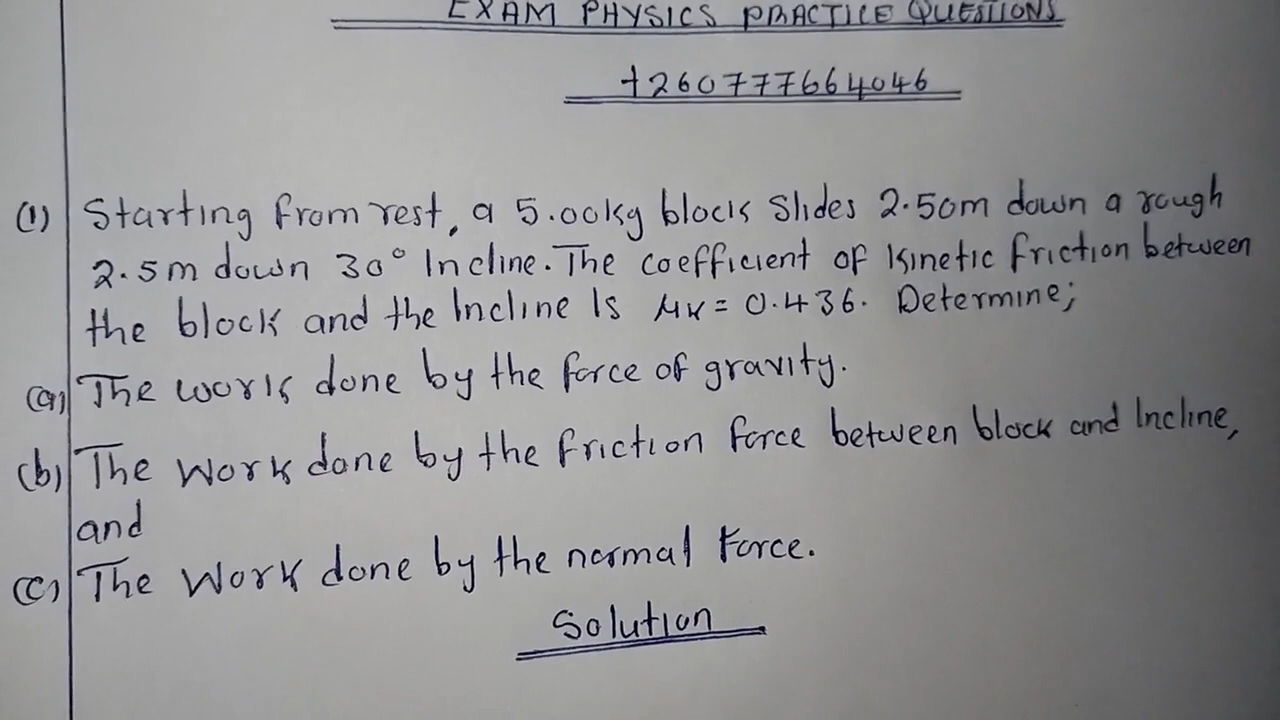 EXAM PHYSICS PRACTICE QUESTIONS
+260777664046
(1) Starting from rest, a 5.00kg block slides 2.50m down a rough
2.5m down 30° Incline. The coefficient of kinetic friction between
the block and the Incline Is μk = 0.436. Determine;
(a) The work done by the force of gravity.
(b) The Work done by the friction force between block and Incline,
and
(c) The Work done by the normal Force.
Solution